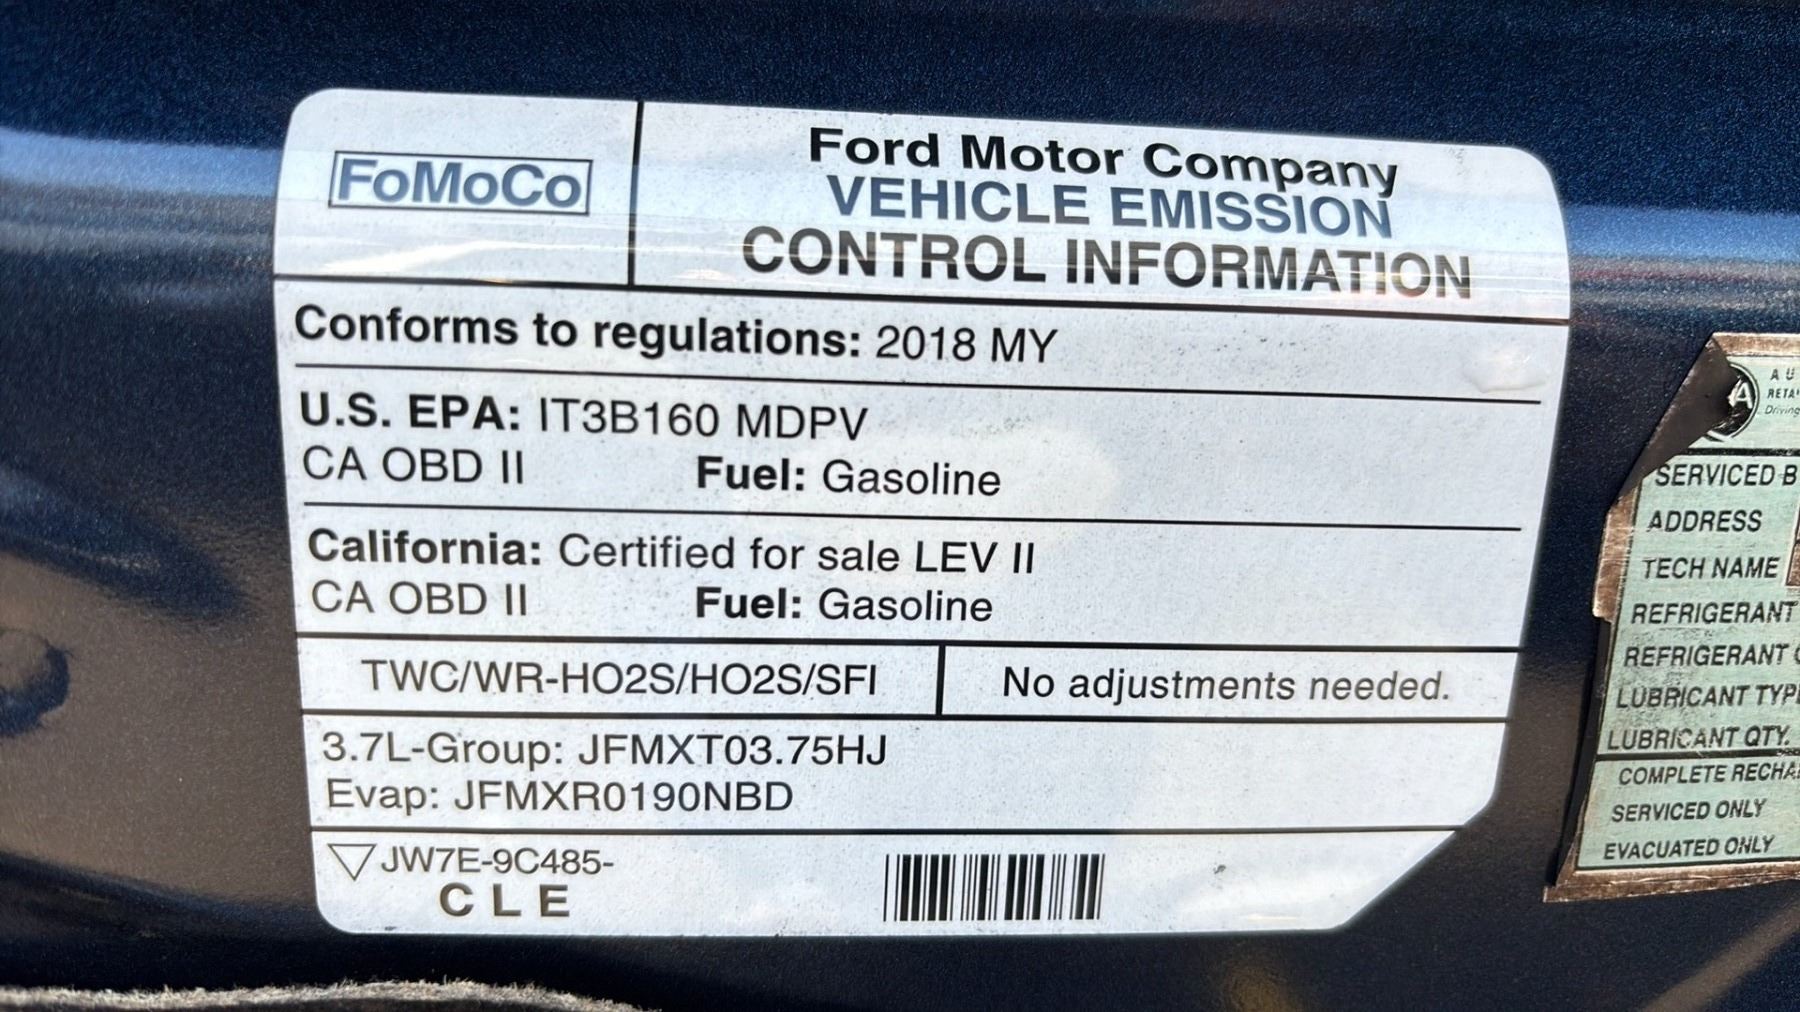 FoMoCo
Ford Motor Company
VEHICLE EMISSION
CONTROL INFORMATION
Conforms to regulations: 2018 MY
U.S. EPA: IT3B160 MDPV
CA OBD II Fuel: Gasoline
California: Certified for sale LEV II
CA OBD II Fuel: Gasoline
TWC/WR-HO2S/HO2S/SFI No adjustments needed.
3.7L-Group: JFMXT03.75HJ
Evap: JFMXR0190NBD
JW7E-9C485-
C L E
A U
RETA
Driving
SERVICED B
ADDRESS
TECH NAME
REFRIGERANT
REFRIGERANT
LUBRICANT TYP
LUBRICANT QTY.
COMPLETE RECHA
SERVICED ONLY
EVACUATED ONLY